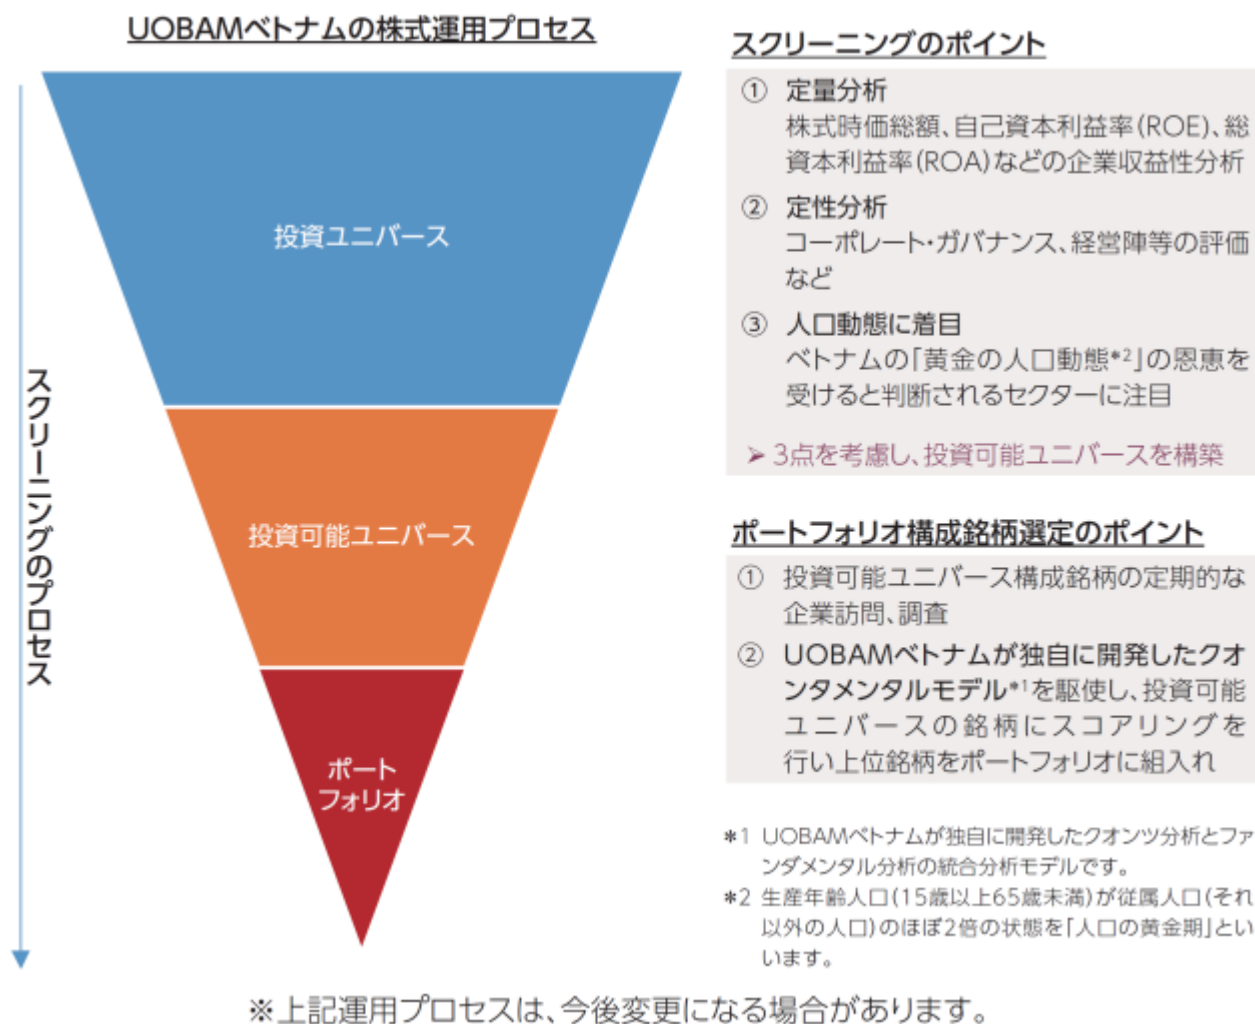 UOBAMベトナムの株式運用プロセス
スクリーニングのプロセス
投資ユニバース
投資可能ユニバース
ポート
フォリオ
スクリーニングのポイント
① 定量分析
株式時価総額、自己資本利益率(ROE)、総
資本利益率(ROA)などの企業収益性分析
② 定性分析
コーポレート・ガバナンス、経営陣等の評価
など
③ 人口動態に着目
ベトナムの「黄金の人口動態*2」の恩恵を
受けると判断されるセクターに注目
➢ 3点を考慮し、投資可能ユニバースを構築
ポートフォリオ構成銘柄選定のポイント
① 投資可能ユニバース構成銘柄の定期的な
企業訪問、調査
② UOBAMベトナムが独自に開発したクオ
ンタメンタルモデル*1を駆使し、投資可能
ユニバースの銘柄にスコアリングを
行い上位銘柄をポートフォリオに組入れ
*1 UOBAMベトナムが独自に開発したクオンツ分析とファ
ンダメンタル分析の統合分析モデルです。
*2 生産年齢人口(15歳以上65歳未満)が従属人口(それ
以外の人口)のほぼ2倍の状態を「人口の黄金期」とい
います。
※上記運用プロセスは、今後変更になる場合があります。